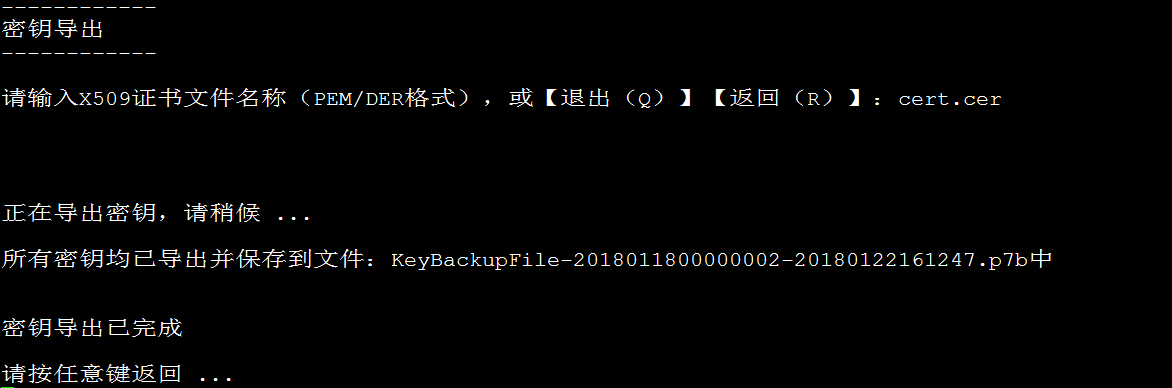 ------------
密钥导出
------------
请输入X509证书文件名称（PEM/DER格式），或【退出（Q）】【返回（R）】：cert.cer
正在导出密钥，请稍候 ...
所有密钥均已导出并保存到文件：KeyBackupFile-2018011800000002-20180122161247.p7b中
密钥导出已完成
请按任意键返回 ...